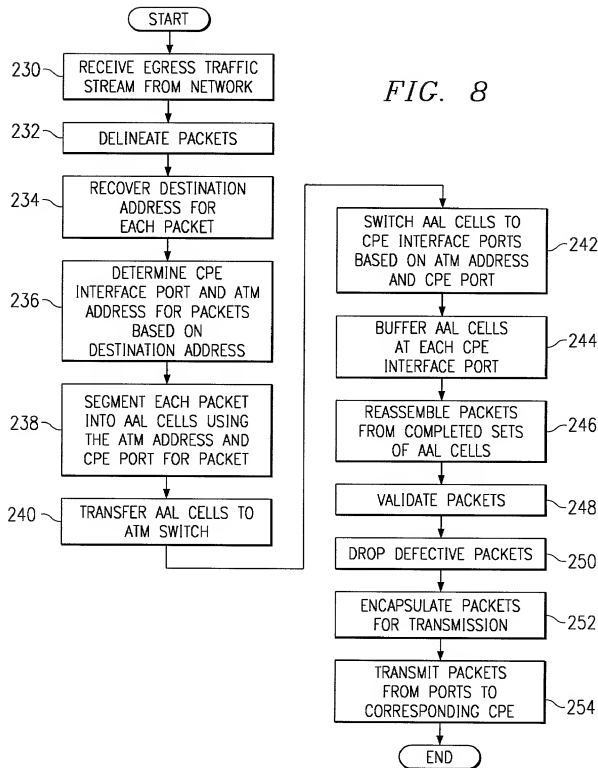 START
230
RECEIVE EGRESS TRAFFIC
STREAM FROM NETWORK
FIG. 8
232
DELINEATE PACKETS
234
RECOVER DESTINATION
ADDRESS FOR
EACH PACKET
236
DETERMINE CPE
INTERFACE PORT AND ATM
ADDRESS FOR PACKETS
BASED ON
DESTINATION ADDRESS
238
SEGMENT EACH PACKET
INTO AAL CELLS USING
THE ATM ADDRESS AND
CPE PORT FOR PACKET
240
TRANSFER AAL CELLS TO
ATM SWITCH
SWITCH AAL CELLS TO
CPE INTERFACE PORTS
BASED ON ATM ADDRESS
AND CPE PORT
242
BUFFER AAL CELLS
AT EACH CPE
INTERFACE PORT
244
REASSEMBLE PACKETS
FROM COMPLETED SETS
OF AAL CELLS
246
VALIDATE PACKETS
248
DROP DEFECTIVE PACKETS
250
ENCAPSULATE PACKETS
FOR TRANSMISSION
252
TRANSMIT PACKETS
FROM PORTS TO
CORRESPONDING CPE
254
END